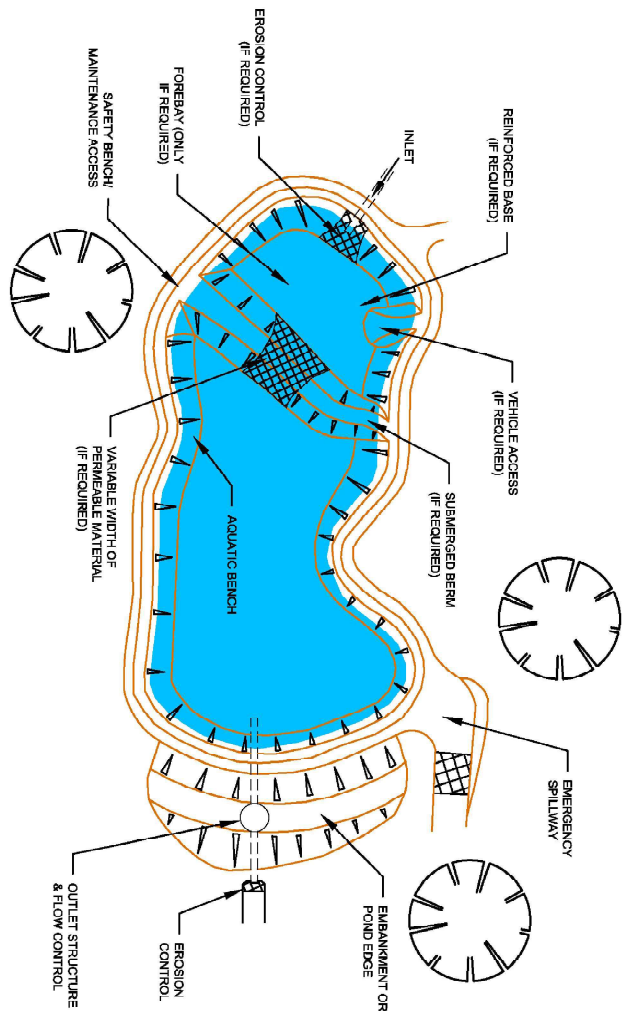 EROSION CONTROL
(IF REQUIRED)
FOREBAY (ONLY
IF REQUIRED)
SAFETY BENCH/
MAINTENANCE ACCESS
INLET
REINFORCED BASE
(IF REQUIRED)
VEHICLE ACCESS
(IF REQUIRED)
SUBMERGED BERM
(IF REQUIRED)
AQUATIC BENCH
VARIABLE WIDTH OF
PERMEABLE MATERIAL
(IF REQUIRED)
EMERGENCY
SPILLWAY
EMBANKMENT OR
POND EDGE
EROSION
CONTROL
OUTLET STRUCTURE
& FLOW CONTROL